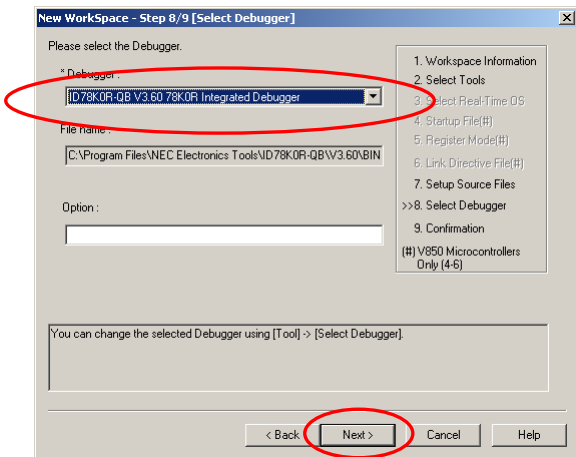 New WorkSpace - Step 8/9 [Select Debugger]
Please select the Debugger.
* Debugger :
ID78K0R-QB V3.60 78K0R Integrated Debugger
File name :
C:\Program Files\NEC Electronics Tools\ID78K0R-QB\V3.60\BIN
Option :
1. Workspace Information
2. Select Tools
3. Select Real-Time OS
4. Startup File(#)
5. Register Mode(#)
6. Link Directive File(#)
7. Setup Source Files
>>8. Select Debugger
9. Confirmation
(#) V850 Microcontrollers
Only (4-6)
You can change the selected Debugger using [Tool] -> [Select Debugger].
< Back
Next >
Cancel
Help